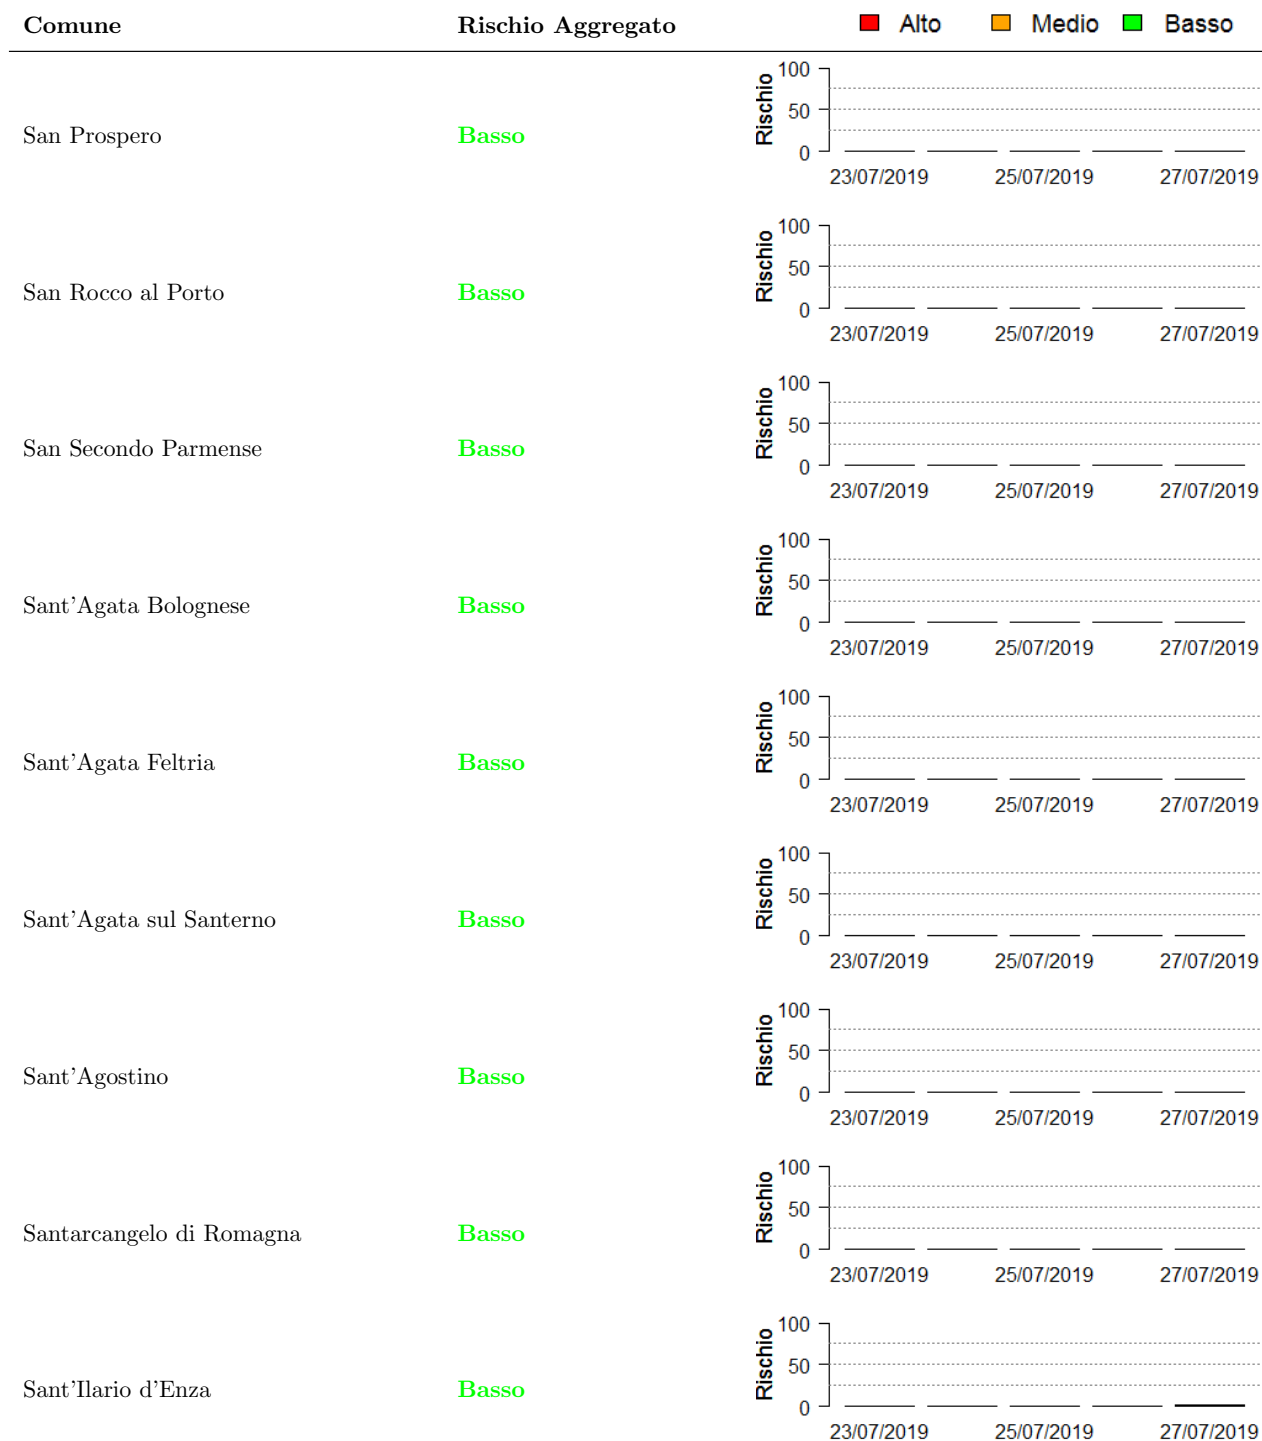 Comune Rischio Aggregato Alto Medio Basso
San Prospero Basso Rischio 100 50 0
23/07/2019 25/07/2019 27/07/2019
San Rocco al Porto Basso Rischio 100 50 0
23/07/2019 25/07/2019 27/07/2019
San Secondo Parmense Basso Rischio 100 50 0
23/07/2019 25/07/2019 27/07/2019
Sant'Agata Bolognese Basso Rischio 100 50 0
23/07/2019 25/07/2019 27/07/2019
Sant'Agata Feltria Basso Rischio 100 50 0
23/07/2019 25/07/2019 27/07/2019
Sant'Agata sul Santerno Basso Rischio 100 50 0
23/07/2019 25/07/2019 27/07/2019
Sant'Agostino Basso Rischio 100 50 0
23/07/2019 25/07/2019 27/07/2019
Santarcangelo di Romagna Basso Rischio 100 50 0
23/07/2019 25/07/2019 27/07/2019
Sant'Ilario d'Enza Basso Rischio 100 50 0
23/07/2019 25/07/2019 27/07/2019